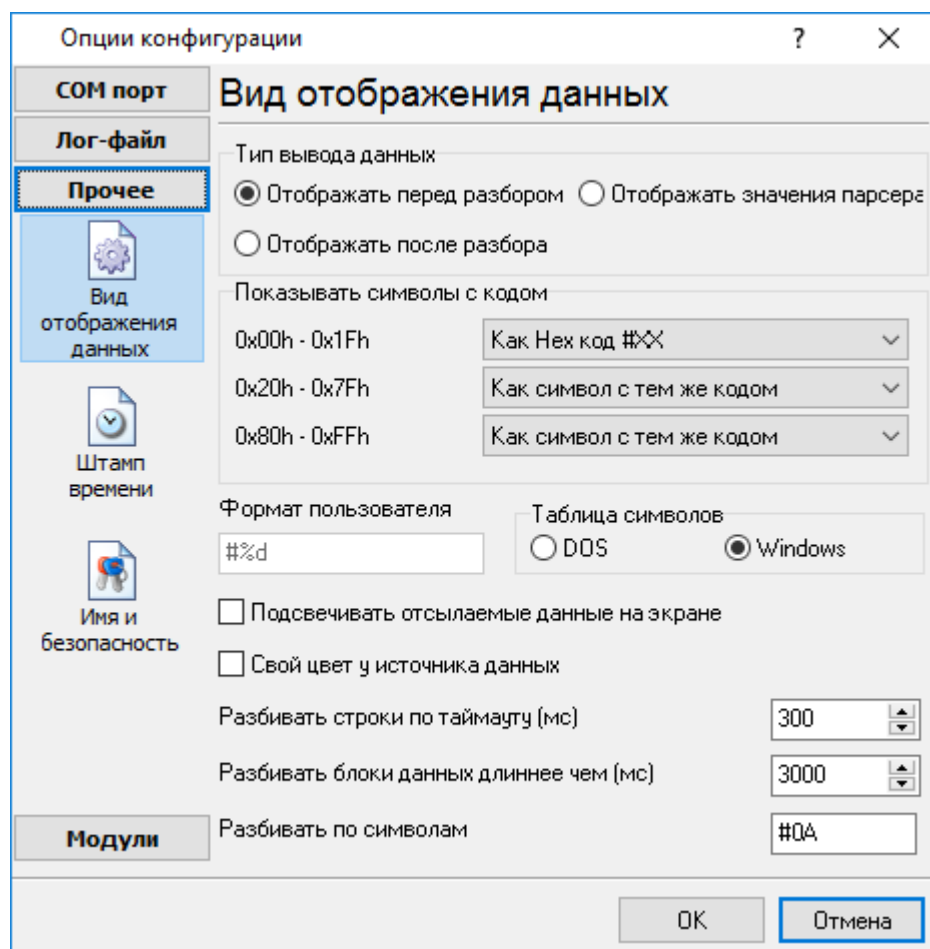 Опции конфигурации
?
COM порт
Лог-файл
Прочее
Вид
отображения
данных
Штамп
времени
Имя и
безопасность
Модули
Вид отображения данных
Тип вывода данных
Отображать перед разбором
Отображать значения парсера
Отображать после разбора
Показывать символы с кодом
0x00h - 0x1Fh
Как Hex код #XX
0x20h - 0x7Fh
Как символ с тем же кодом
0x80h - 0xFFh
Как символ с тем же кодом
Формат пользователя
#%d
Таблица символов
DOS
Windows
Подсвечивать отсылаемые данные на экране
Свой цвет у источника данных
Разбивать строки по таймауту (мс)
300
Разбивать блоки данных длиннее чем (мс)
3000
Разбивать по символам
#0A
OK
Отмена